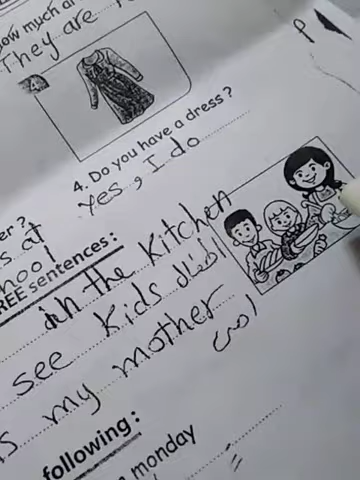 ow much a
They are
4. Do you have a dress ?
Yes , I do
er ?
s at
hool
REE sentences :
in the Kitchen
see Kids الاطفال
s my mother امي
following :
monday